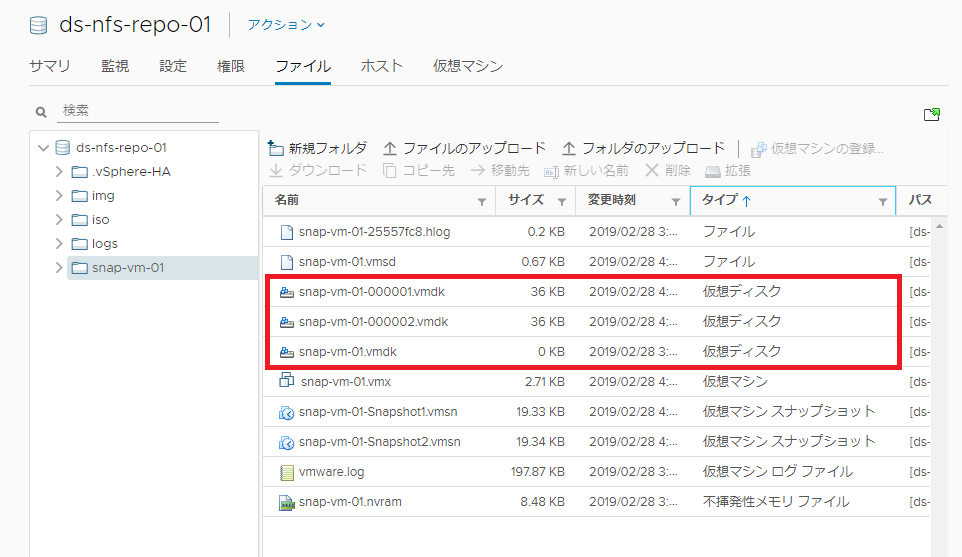 ds-nfs-repo-01 アクション
サマリ 監視 設定 権限 ファイル ホスト 仮想マシン
検索
ds-nfs-repo-01
.vSphere-HA
img
iso
logs
snap-vm-01
新規フォルダ ファイルのアップロード フォルダのアップロード 仮想マシンの登録...
ダウンロード コピー先 移動先 新しい名前 削除 拡張
名前 サイズ 変更時刻 タイプ パス
snap-vm-01-25557fc8.hlog 0.2 KB 2019/02/28 3:... ファイル [ds-
snap-vm-01.vmsd 0.67 KB 2019/02/28 4:... ファイル [ds-
snap-vm-01-000001.vmdk 36 KB 2019/02/28 4:... 仮想ディスク [ds-
snap-vm-01-000002.vmdk 36 KB 2019/02/28 4:... 仮想ディスク [ds-
snap-vm-01.vmdk 0 KB 2019/02/28 3:... 仮想ディスク [ds-
snap-vm-01.vmx 2.71 KB 2019/02/28 4:... 仮想マシン [ds-
snap-vm-01-Snapshot1.vmsn 19.33 KB 2019/02/28 4:... 仮想マシン スナップショット [ds-
snap-vm-01-Snapshot2.vmsn 19.34 KB 2019/02/28 4:... 仮想マシン スナップショット [ds-
vmware.log 197.87 KB 2019/02/28 3:... 仮想マシン ログ ファイル [ds-
snap-vm-01.nvram 8.48 KB 2019/02/28 3:... 不揮発性メモリ ファイル [ds-